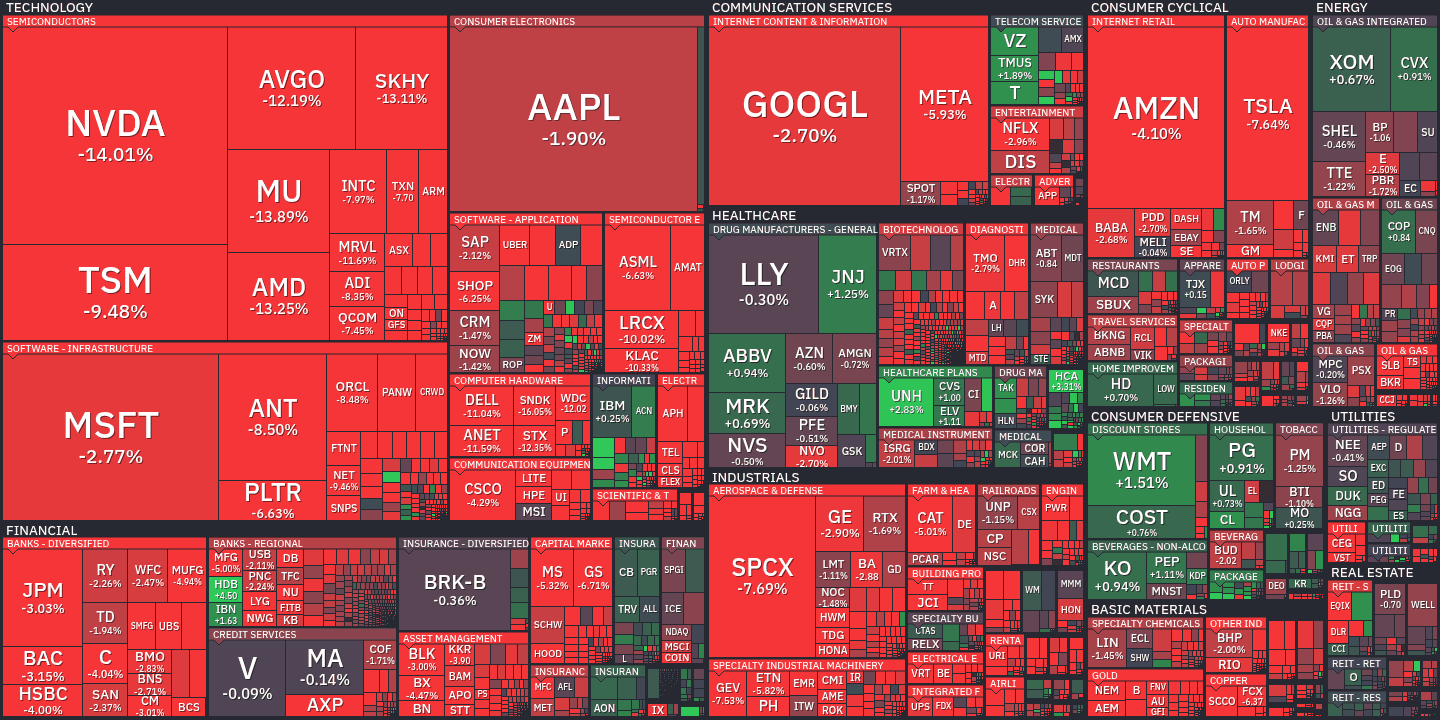 TECHNOLOGY
SEMICONDUCTORS
NVDA
-14.01%
AVGO
-12.19%
SKHY
-13.11%
TSM
-9.48%
MU
-13.89%
INTC
-7.97%
TXN
-7.70
ARM
AMD
-13.25%
MRVL
-11.69%
ASX
ADI
-8.35%
QCOM
-7.45%
ON
GFS
CONSUMER ELECTRONICS
AAPL
-1.90%
SOFTWARE - APPLICATION
SAP
-2.12%
UBER
ADP
SHOP
-6.25%
U
CRM
-1.47%
ZM
NOW
-1.42%
ROP
SEMICONDUCTOR E
ASML
-6.63%
AMAT
LRCX
-10.02%
KLAC
-10.33%
SOFTWARE - INFRASTRUCTURE
MSFT
-2.77%
ANT
-8.50%
PLTR
-6.63%
ORCL
-8.48%
PANW
CRWD
FTNT
NET
-9.46%
SNPS
COMPUTER HARDWARE
DELL
-11.04%
SNDK
-16.05%
WDC
-12.02
ANET
-11.59%
STX
-12.35%
P
INFORMATI
IBM
+0.25%
ACN
ELECTR
APH
TEL
CLS
FLEX
COMMUNICATION EQUIPMEN
CSCO
-4.29%
LITE
HPE
MSI
UI
SCIENTIFIC & T
COMMUNICATION SERVICES
INTERNET CONTENT & INFORMATION
GOOGL
-2.70%
META
-5.93%
SPOT
-1.17%
TELECOM SERVICE
VZ
AMX
TMUS
+1.89%
T
ENTERTAINMENT
NFLX
-2.96%
DIS
ELECTR
ADVER
APP
CONSUMER CYCLICAL
INTERNET RETAIL
AMZN
-4.10%
BABA
-2.68%
PDD
-2.70%
DASH
MELI
-0.04%
EBAY
SE
AUTO MANUFAC
TSLA
-7.64%
TM
-1.65%
F
GM
RESTAURANTS
MCD
SBUX
APPARE
TJX
+0.15
AUTO P
ORLY
LODGI
TRAVEL SERVICES
BKNG
RCL
ABNB
VIK
SPECIALT
NKE
PACKAGI
HOME IMPROVEM
HD
+0.70%
LOW
RESIDEN
ENERGY
OIL & GAS INTEGRATED
XOM
+0.67%
CVX
+0.91%
SHEL
-0.46%
BP
-1.06
SU
TTE
-1.22%
E
-2.50%
PBR
-1.72%
EC
OIL & GAS M
ENB
KMI
ET
TRP
VG
CQP
PBA
OIL & GAS
COP
+0.84
CNQ
EOG
PR
OIL & GAS
MPC
-0.20%
PSX
VLO
-1.26%
OIL & GAS
SLB
TS
BKR
CCJ
HEALTHCARE
DRUG MANUFACTURERS - GENERAL
LLY
-0.30%
JNJ
+1.25%
ABBV
+0.94%
AZN
-0.60%
AMGN
-0.72%
MRK
+0.69%
GILD
-0.06%
BMY
PFE
-0.51%
NVS
-0.50%
NVO
-2.70%
GSK
BIOTECHNOLOG
VRTX
DIAGNOSTI
TMO
-2.79%
DHR
A
LH
MTD
MEDICAL
ABT
-0.84
MDT
SYK
STE
HEALTHCARE PLANS
UNH
+2.83%
CVS
+1.00
CI
ELV
+1.11
DRUG MA
TAK
HLN
HCA
+3.31%
MEDICAL INSTRUMENT
ISRG
-2.01%
BDX
MEDICAL
MCK
COR
CAH
FINANCIAL
BANKS - DIVERSIFIED
JPM
-3.03%
RY
-2.26%
WFC
-2.47%
MUFG
-4.94%
TD
-1.94%
SMFG
UBS
BAC
-3.15%
C
-4.04%
BMO
-2.83%
BNS
-2.71%
HSBC
-4.00%
SAN
-2.37%
CM
-3.01%
BCS
BANKS - REGIONAL
MFG
-5.00%
USB
-2.11%
DB
HDB
+4.50
PNC
-2.24%
TFC
NU
IBN
+1.63
LYG
FITB
NWG
KB
CREDIT SERVICES
V
-0.09%
MA
-0.14%
COF
-1.71%
AXP
INSURANCE - DIVERSIFIED
BRK-B
-0.36%
ASSET MANAGEMENT
BLK
-3.00%
KKR
-3.90
BAM
BX
-4.47%
APO
PS
BN
STT
CAPITAL MARKE
MS
-5.32%
GS
-6.71%
SCHW
HOOD
INSURA
CB
PGR
TRV
ALL
L
FINAN
SPGI
ICE
NDAQ
MSCI
COIN
INSURANC
MFC
AFL
MET
INSURAN
AON
IX
INDUSTRIALS
AEROSPACE & DEFENSE
SPCX
-7.69%
GE
-2.90%
RTX
-1.69%
LMT
-1.11%
BA
-2.88
GD
NOC
-1.48%
HWM
TDG
HONA
SPECIALTY INDUSTRIAL MACHINERY
GEV
-7.53%
ETN
-5.82%
EMR
CMI
IR
PH
ITW
AME
ROK
FARM & HEA
CAT
-5.01%
DE
PCAR
RAILROADS
UNP
-1.15%
CSX
CP
NSC
ENGIN
PWR
BUILDING PRO
TT
JCI
WM
MMM
HON
SPECIALTY BU
CTAS
RELX
RENTA
URI
ELECTRICAL E
VRT
BE
INTEGRATED F
UPS
FDX
AIRLI
CONSUMER DEFENSIVE
DISCOUNT STORES
WMT
+1.51%
COST
+0.76%
HOUSEHOL
PG
+0.91%
UL
+0.73%
EL
CL
TOBACC
PM
-1.25%
BTI
-1.10%
MO
+0.25%
BEVERAGES - NON-ALCO
KO
+0.94%
PEP
+1.11%
KDP
MNST
BEVERAG
BUD
-2.02
PACKAGE
DEO
KR
UTILITIES
UTILITIES - REGULATE
NEE
-0.41%
AEP
D
SO
EXC
DUK
ED
PEG
FE
NGG
ES
UTILI
CEG
VST
UTILITI
UTILITI
BASIC MATERIALS
SPECIALTY CHEMICALS
LIN
-1.45%
ECL
SHW
OTHER IND
BHP
-2.00%
RIO
GOLD
NEM
B
FNV
AU
AEM
GFI
COPPER
SCCO
FCX
-6.37
REAL ESTATE
REIT - S
EQIX
DLR
CCI
PLD
-0.70
WELL
REIT - RET
O
REIT - RES